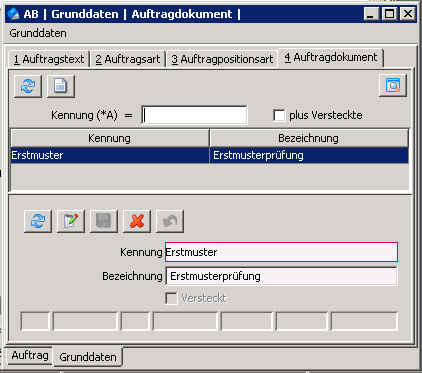 AB | Grunddaten | Auftragdokument |
Grunddaten
1 Auftragstext 2 Auftragsart 3 Auftragpositionsart 4 Auftragdokument
Kennung (*A) = plus Versteckte
Kennung Bezeichnung
Erstmuster Erstmusterprüfung
Kennung Erstmuster
Bezeichnung Erstmusterprüfung
Versteckt
Auftrag Grunddaten